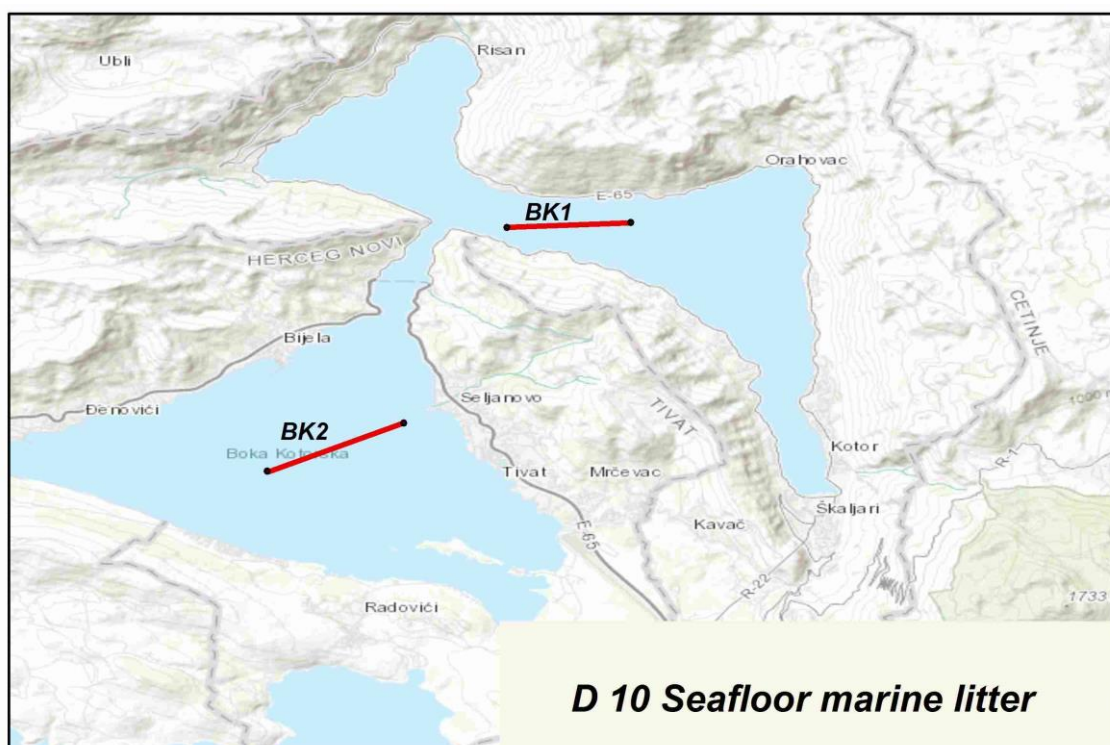 Risan
Ubli
Orahovac
E-65
BK1
HERCEG NOVI
CETINJE
Bijela
1000 m
Đenovići
Seljanovo
TIVAT
BK2
Boka Kotorska
Kotor
R-1
Tivat
Mrčevac
Škaljari
Kavač
E-65
R-22
Radovići
1733
D 10 Seafloor marine litter